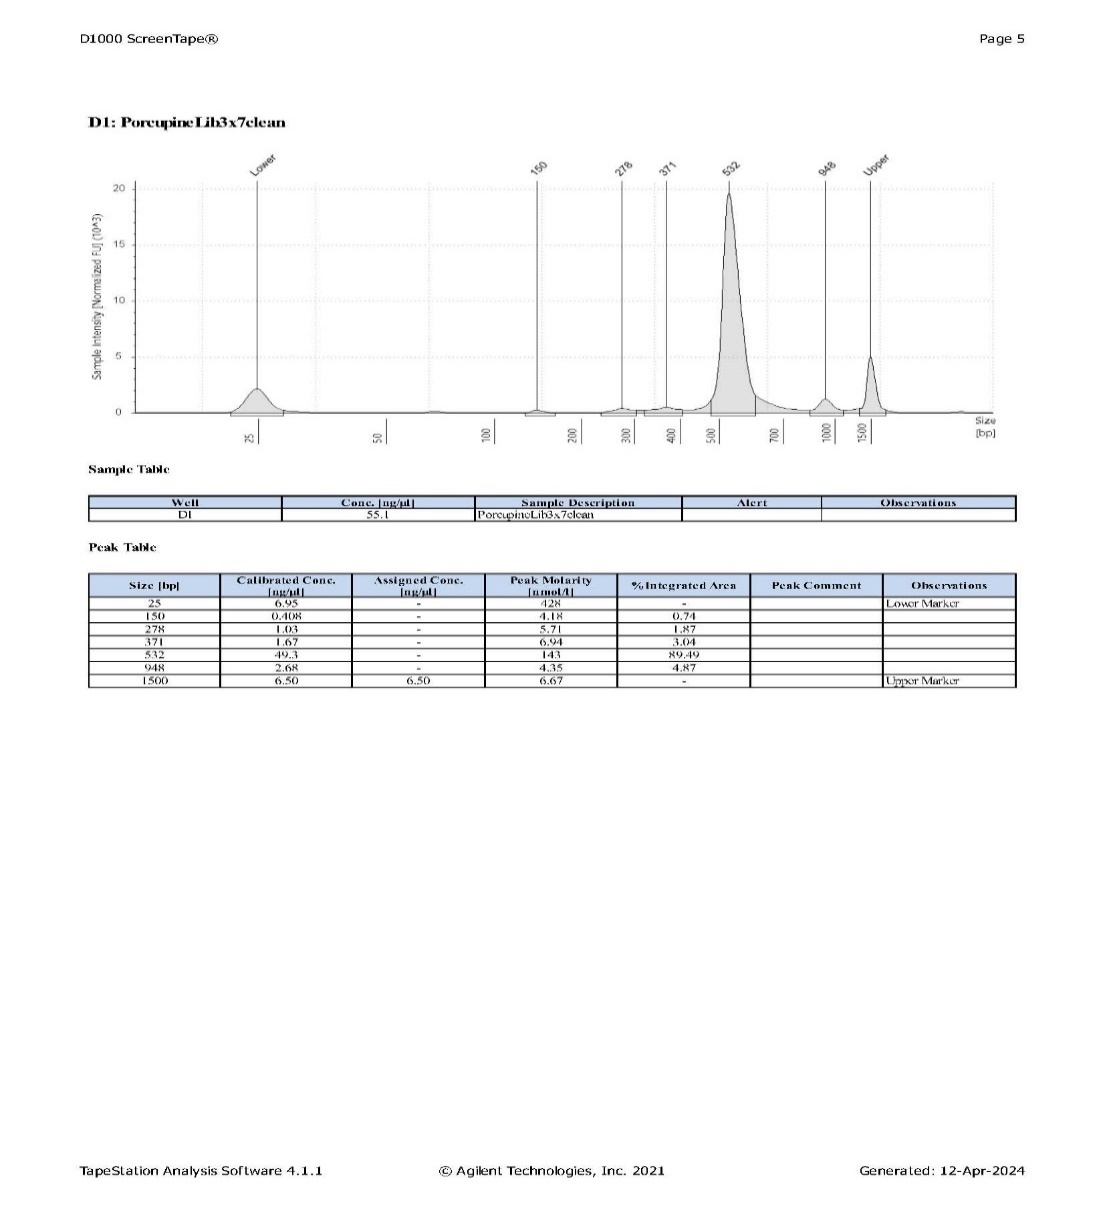 D1000 ScreenTape® Page 5
D1: PorcupineLib3x7clean
Lower 150 278 371 532 948 Upper
Sample Intensity [Normalized FU] (10^3)
20
15
10
5
0
25 50 100 200 300 400 500 700 1000 1500 Size [bp]
Sample Table
Well Conc. [ng/µl] Sample Description Alert Observations
D1 55.1 PorcupineLib3x7clean
Peak Table
Size [bp] Calibrated Conc. [ng/µl] Assigned Conc. [ng/µl] Peak Molarity [nmol/l] % Integrated Area Peak Comment Observations
25 6.95 - 428 - Lower Marker
150 0.408 - 4.18 0.74
278 1.03 - 5.71 1.87
371 1.67 - 6.94 3.04
532 49.3 - 143 89.49
948 2.68 - 4.35 4.87
1500 6.50 6.50 6.67 - Upper Marker
TapeStation Analysis Software 4.1.1 © Agilent Technologies, Inc. 2021 Generated: 12-Apr-2024